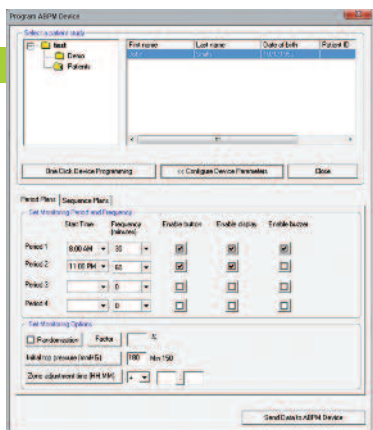 Program ABPM Device
Select a patient study
test
Demo
Patients
First name Last name Date of birth Patient ID
One Click Device Programming << Configure Device Parameters Close
Period Plans Sequence Plans
Set Monitoring Period and Frequency
Start Time Frequency (minutes) Enable button Enable display Enable buzzer
Period 1 8:00 AM 30
Period 2 11:00 PM 60
Period 3 0
Period 4 0
Set Monitoring Options
Randomization Factor %
Initial top pressure (mmHG) 180 Min 150
Zone adjustment time (HH:MM) + :
Send Data to ABPM Device